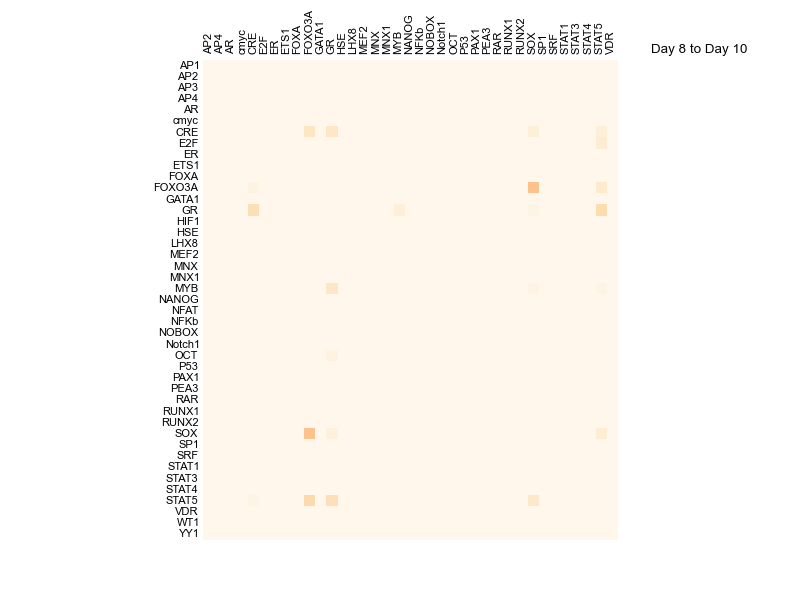 AP2 AP4 AR cmyc CRE E2F ER ETS1 FOXA FOXO3A GATA1 GR HSE LHX8 MEF2 MNX MNX1 MYB NANOG NFKb NOBOX Notch1 OCT P53 PAX1 PEA3 RAR RUNX1 RUNX2 SOX SP1 SRF STAT1 STAT3 STAT4 STAT5 VDR
Day 8 to Day 10
AP1
AP2
AP3
AP4
AR
cmyc
CRE
E2F
ER
ETS1
FOXA
FOXO3A
GATA1
GR
HIF1
HSE
LHX8
MEF2
MNX
MNX1
MYB
NANOG
NFAT
NFKb
NOBOX
Notch1
OCT
P53
PAX1
PEA3
RAR
RUNX1
RUNX2
SOX
SP1
SRF
STAT1
STAT3
STAT4
STAT5
VDR
WT1
YY1